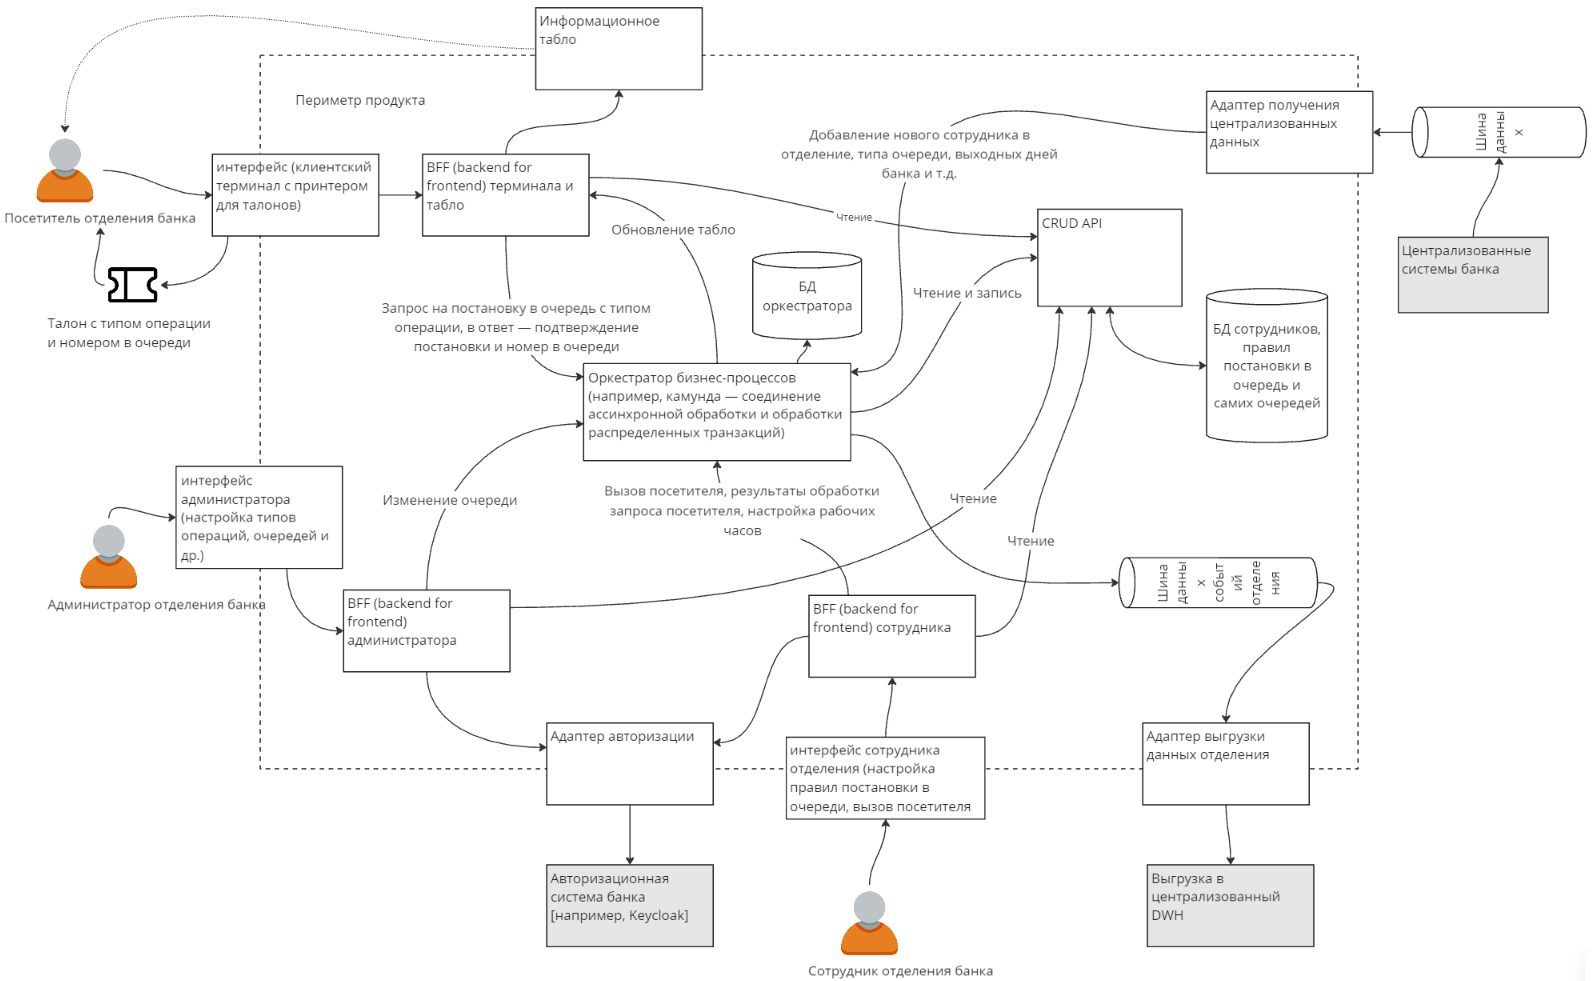 Информационное
табло
Периметр продукта
Адаптер получения
централизованных
данных
Шина
данны
х
Добавление нового сотрудника в
отделение, типа очереди, выходных дней
банка и т.д.
интерфейс (клиентский
терминал с принтером
для талонов)
BFF (backend for
frontend) терминала и
табло
Посетитель отделения банка
Чтение
CRUD API
Обновление табло
Централизованные
системы банка
БД
оркестратора
Чтение и запись
Запрос на постановку в очередь с типом
операции, в ответ — подтверждение
постановки и номер в очереди
Талон с типом операции
и номером в очереди
БД сотрудников,
правил
постановки в
очередь и
самих очередей
Оркестратор бизнес-процессов
(например, камунда — соединение
ассинхронной обработки и обработки
распределенных транзакций)
интерфейс
администратора
(настройка типов
операций, очередей и
др.)
Изменение очереди
Вызов посетителя, результаты обработки
запроса посетителя, настройка рабочих
часов
Чтение
Чтение
Шина
данны
х
событ
ий
отделе
ния
Администратор отделения банка
BFF (backend for
frontend)
администратора
BFF (backend for
frontend) сотрудника
Адаптер авторизации
интерфейс сотрудника
отделения (настройка
правил постановки в
очереди, вызов посетителя
Адаптер выгрузки
данных отделения
Авторизационная
система банка
[например, Keycloak]
Выгрузка в
централизованный
DWH
Сотрудник отделения банка